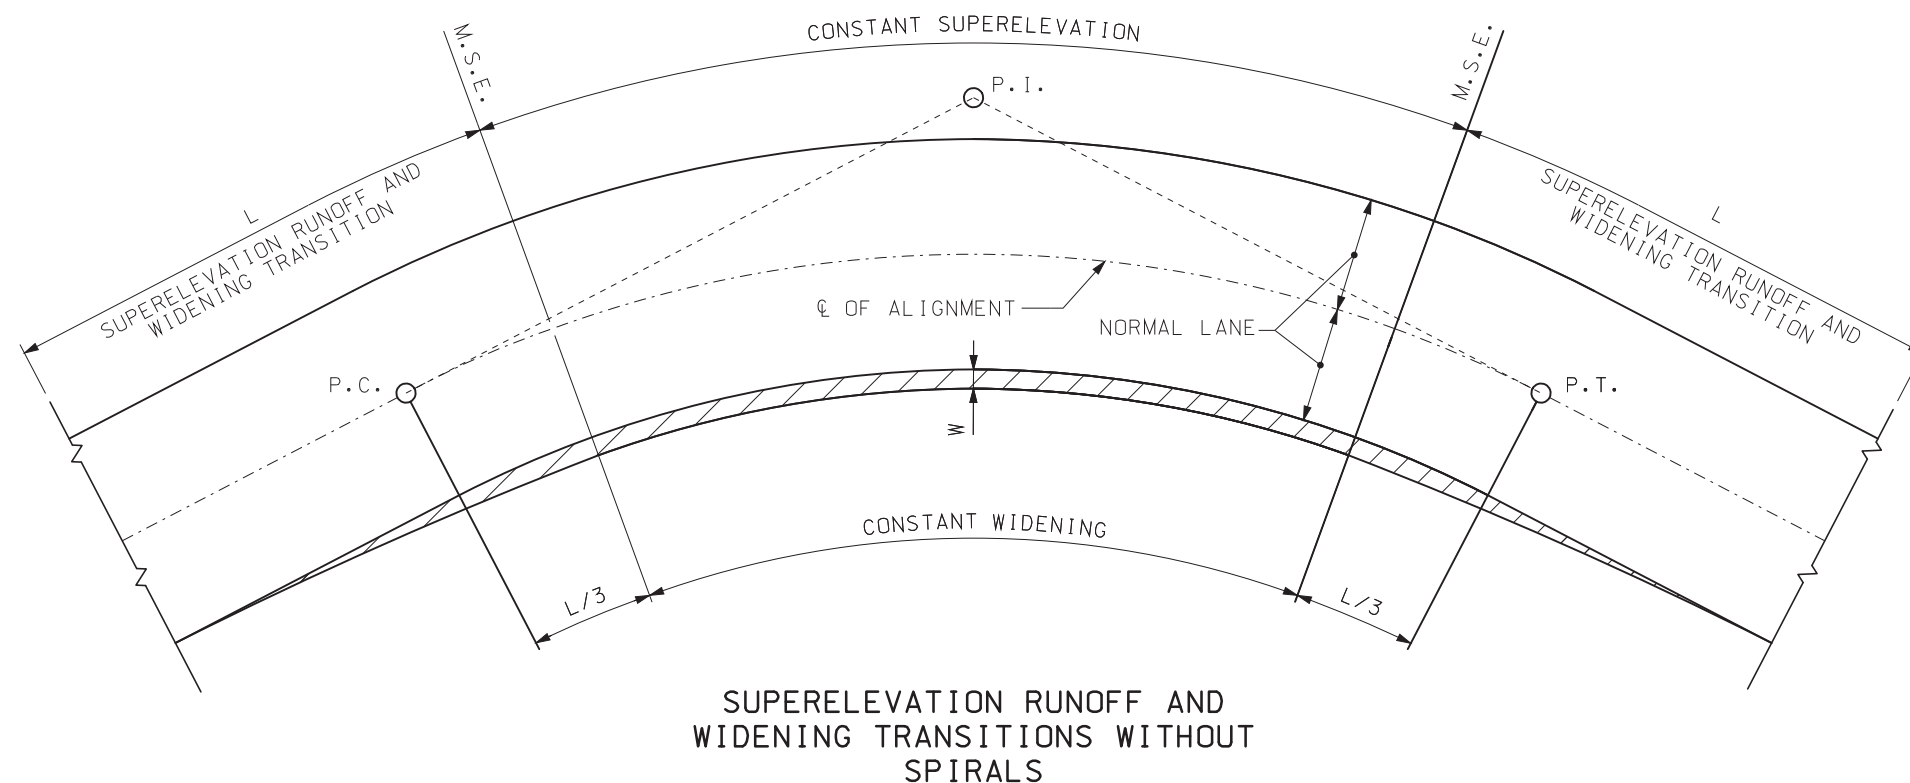 CONSTANT SUPERELEVATION
M.S.E.
M.S.E.
P.I.
L
SUPERELEVATION RUNOFF AND
WIDENING TRANSITION
L
SUPERELEVATION RUNOFF AND
WIDENING TRANSITION
℄ OF ALIGNMENT
NORMAL LANE
P.C.
P.T.
W
CONSTANT WIDENING
L/3
L/3
SUPERELEVATION RUNOFF AND
WIDENING TRANSITIONS WITHOUT
SPIRALS